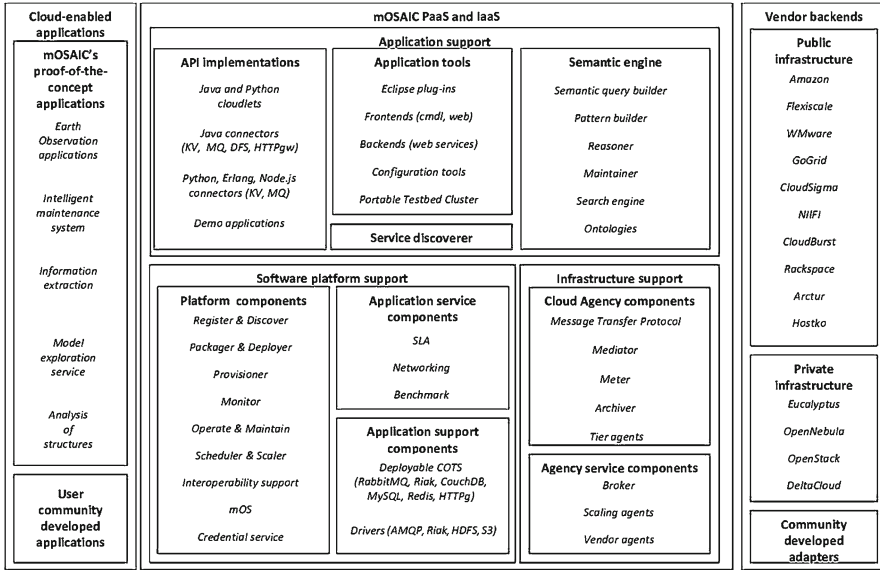 Cloud-enabled
applications
mOSAIC's
proof-of-the-
concept
applications
Earth
Observation
applications
Intelligent
maintenance
system
Information
extraction
Model
exploration
service
Analysis
of
structures
User
community
developed
applications
mOSAIC PaaS and IaaS
Application support
API implementations
Java and Python
cloudlets
Java connectors
(KV, MQ, DFS, HTTPgw)
Python, Erlang, Node.js
connectors (KV, MQ)
Demo applications
Application tools
Eclipse plug-ins
Frontends (cmdl, web)
Backends (web services)
Configuration tools
Portable Testbed Cluster
Service discoverer
Semantic engine
Semantic query builder
Pattern builder
Reasoner
Maintainer
Search engine
Ontologies
Software platform support
Platform components
Register & Discover
Packager & Deployer
Provisioner
Monitor
Operate & Maintain
Scheduler & Scaler
Interoperability support
mOS
Credential service
Application service
components
SLA
Networking
Benchmark
Application support
components
Deployable COTS
(RabbitMQ, Riak, CouchDB,
MySQL, Redis, HTTPg)
Drivers (AMQP, Riak, HDFS, S3)
Infrastructure support
Cloud Agency components
Message Transfer Protocol
Mediator
Meter
Archiver
Tier agents
Agency service components
Broker
Scaling agents
Vendor agents
Vendor backends
Public
infrastructure
Amazon
Flexiscale
WMware
GoGrid
CloudSigma
NIIFI
CloudBurst
Rackspace
Arctur
Hostko
Private
infrastructure
Eucalyptus
OpenNebula
OpenStack
DeltaCloud
Community
developed
adapters